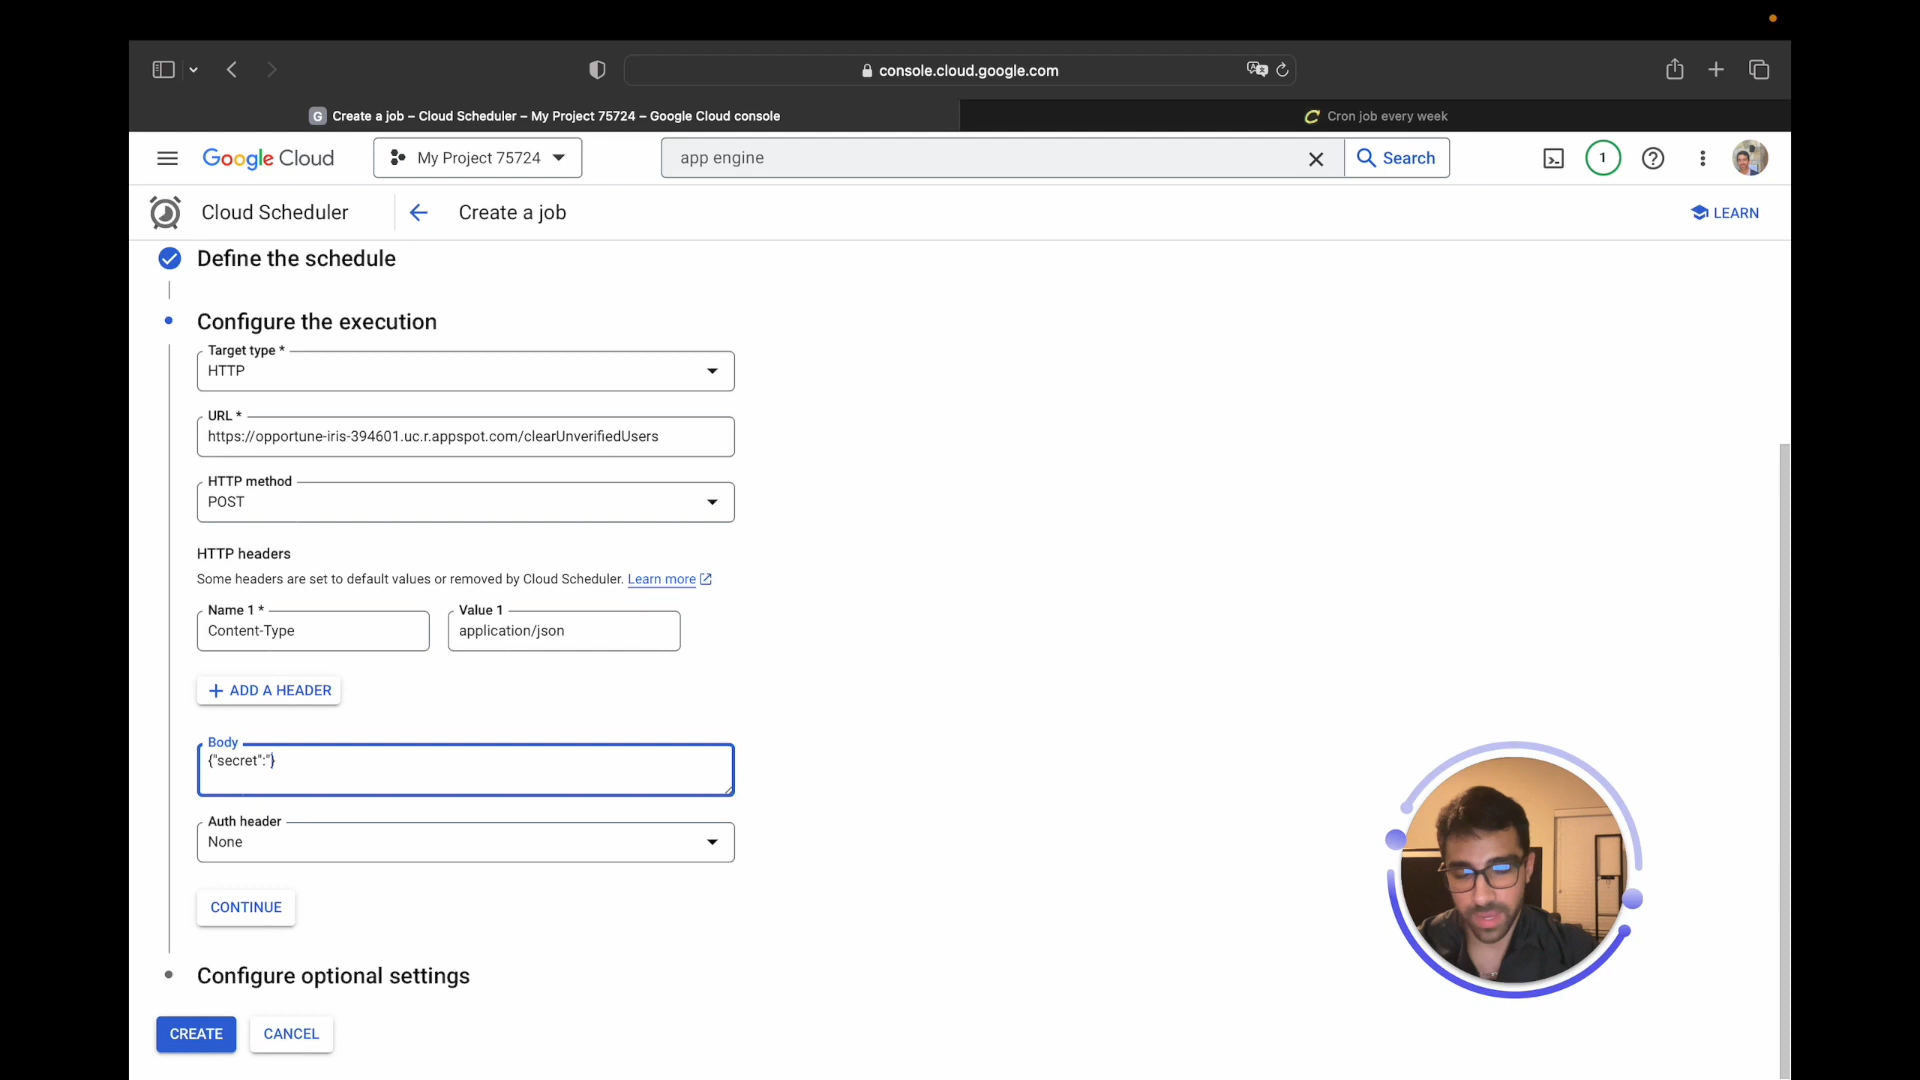 console.cloud.google.com
G Create a job – Cloud Scheduler – My Project 75724 – Google Cloud console
Cron job every week
Google Cloud
My Project 75724
app engine
Search
1
Cloud Scheduler
Create a job
LEARN
Define the schedule
Configure the execution
Target type *
HTTP
URL *
https://opportune-iris-394601.uc.r.appspot.com/clearUnverifiedUsers
HTTP method
POST
HTTP headers
Some headers are set to default values or removed by Cloud Scheduler. Learn more
Name 1 *
Value 1
Content-Type
application/json
+ ADD A HEADER
Body
{"secret":"}
Auth header
None
CONTINUE
Configure optional settings
CREATE
CANCEL